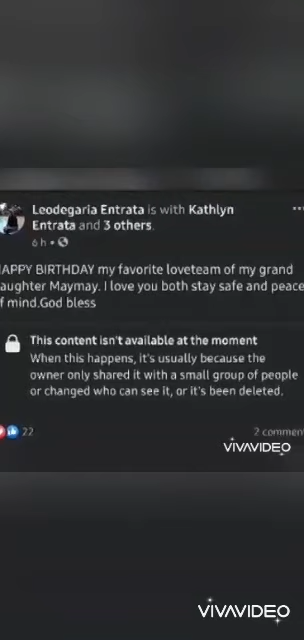 Leodegaria Entrata is with Kathlyn
Entrata and 3 others.
6 h
APPY BIRTHDAY my favorite loveteam of my grand
aughter Maymay. I love you both stay safe and peace
f mind.God bless
This content isn't available at the moment
When this happens, it's usually because the
owner only shared it with a small group of people
or changed who can see it, or it's been deleted.
22
2 commen
VIVAVIDEO
VIVAVIDEO